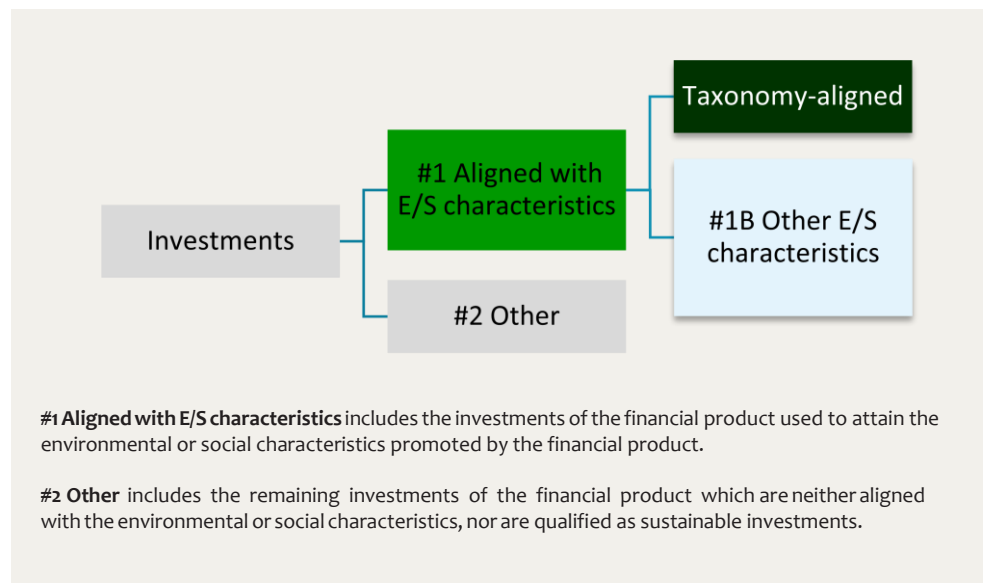 Taxonomy-aligned
#1 Aligned with
E/S characteristics
#1B Other E/S
characteristics
Investments
#2 Other
#1 Aligned with E/S characteristics includes the investments of the financial product used to attain the
environmental or social characteristics promoted by the financial product.
#2 Other includes the remaining investments of the financial product which are neither aligned
with the environmental or social characteristics, nor are qualified as sustainable investments.